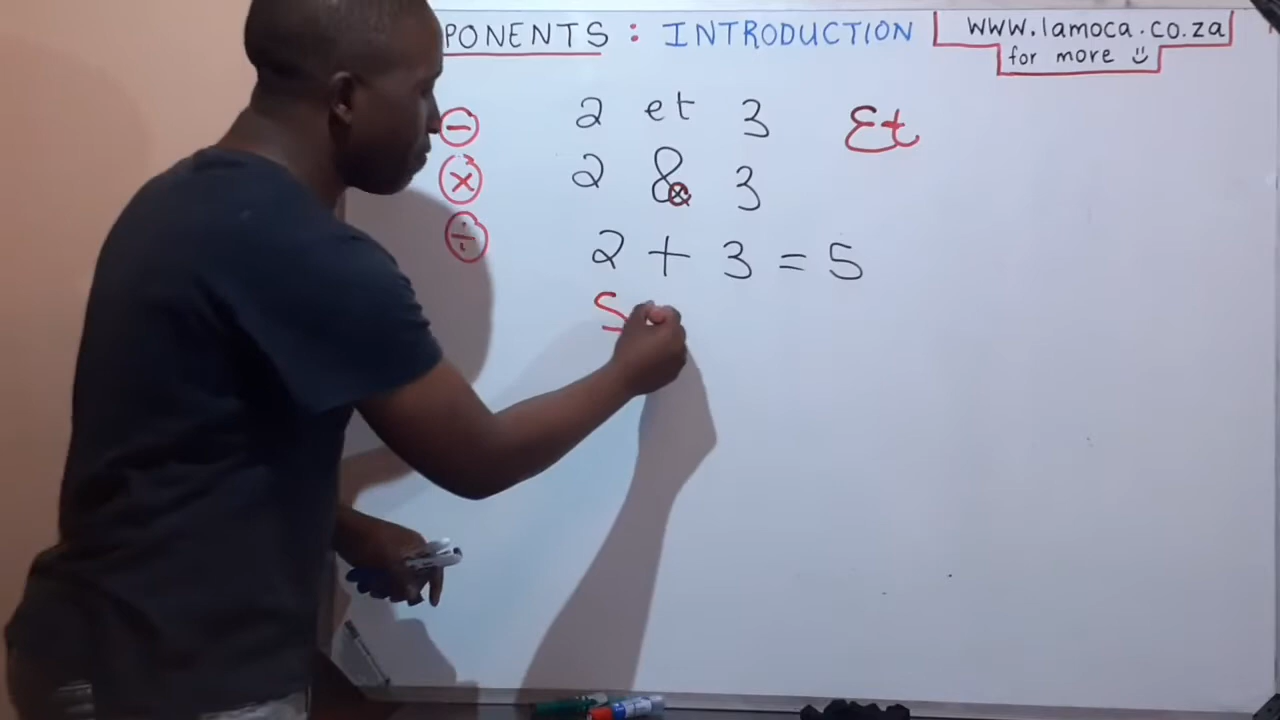 PONENTS : INTRODUCTION
www.lamoca.co.za
for more
− 2 et 3 Et
× 2 & 3
÷ 2 + 3 = 5
S